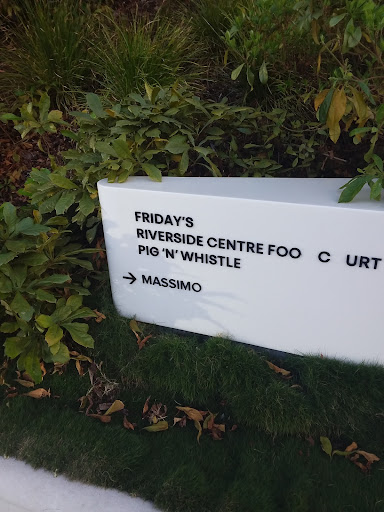 FRIDAY'S
RIVERSIDE CENTRE FOO C URT
PIG 'N' WHISTLE
→ MASSIMO